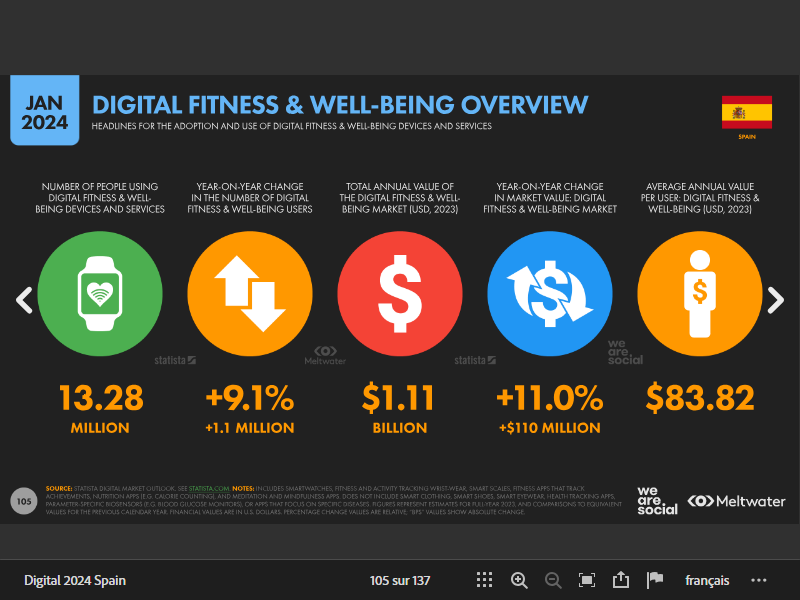 JAN
2024
DIGITAL FITNESS & WELL-BEING OVERVIEW
HEADLINES FOR THE ADOPTION AND USE OF DIGITAL FITNESS & WELL-BEING DEVICES AND SERVICES
SPAIN
NUMBER OF PEOPLE USING
DIGITAL FITNESS & WELL-
BEING DEVICES AND SERVICES
YEAR-ON-YEAR CHANGE
IN THE NUMBER OF DIGITAL
FITNESS & WELL-BEING USERS
TOTAL ANNUAL VALUE OF
THE DIGITAL FITNESS & WELL-
BEING MARKET (USD, 2023)
YEAR-ON-YEAR CHANGE
IN MARKET VALUE: DIGITAL
FITNESS & WELL-BEING MARKET
AVERAGE ANNUAL VALUE
PER USER: DIGITAL FITNESS &
WELL-BEING (USD, 2023)
$
$
$
statista
Meltwater
statista
we
are.
social
13.28
MILLION
+9.1%
+1.1 MILLION
$1.11
BILLION
+11.0%
+$110 MILLION
$83.82
105
SOURCE: STATISTA DIGITAL MARKET OUTLOOK. SEE STATISTA.COM. NOTES: INCLUDES SMARTWATCHES, FITNESS AND ACTIVITY TRACKING WRIST-WEAR, SMART SCALES, FITNESS APPS THAT TRACK
ACHIEVEMENTS, NUTRITION APPS (E.G. CALORIE COUNTING), AND MEDITATION AND MINDFULNESS APPS. DOES NOT INCLUDE SMART CLOTHING, SMART SHOES, SMART EYEWEAR, HEALTH TRACKING APPS,
PARAMETER-SPECIFIC BIOSENSORS (E.G. BLOOD GLUCOSE MONITORS), OR APPS THAT FOCUS ON SPECIFIC DISEASES. FIGURES REPRESENT ESTIMATES FOR FULL-YEAR 2023, AND COMPARISONS TO EQUIVALENT
VALUES FOR THE PREVIOUS CALENDAR YEAR. FINANCIAL VALUES ARE IN U.S. DOLLARS. PERCENTAGE CHANGE VALUES ARE RELATIVE. "BPS" VALUES SHOW ABSOLUTE CHANGE.
we
are.
social
Meltwater
Digital 2024 Spain
105 sur 137
français